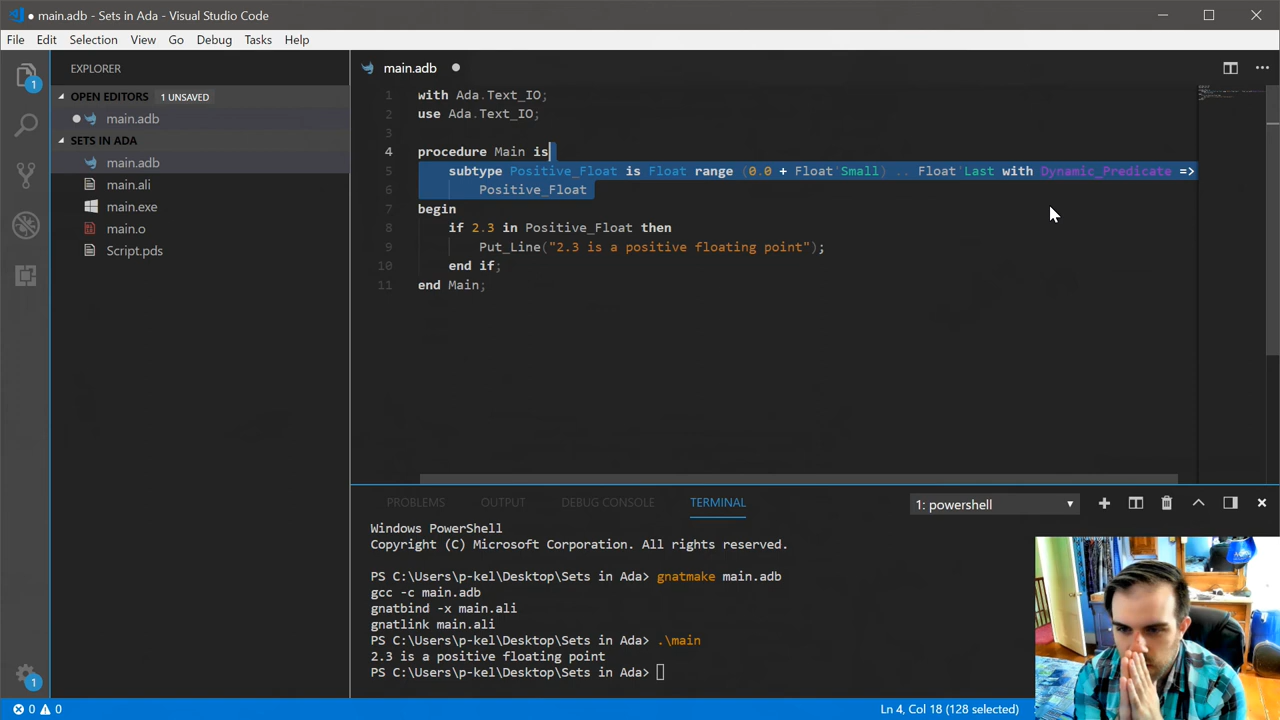 main.adb - Sets in Ada - Visual Studio Code
File Edit Selection View Go Debug Tasks Help
EXPLORER
OPEN EDITORS 1 UNSAVED
main.adb
SETS IN ADA
main.adb
main.ali
main.exe
main.o
Script.pds
1
1
main.adb
1 with Ada.Text_IO;
2 use Ada.Text_IO;
3
4 procedure Main is
5 subtype Positive_Float is Float range (0.0 + Float'Small) .. Float'Last with Dynamic_Predicate =>
6 Positive_Float
7 begin
8 if 2.3 in Positive_Float then
9 Put_Line("2.3 is a positive floating point");
10 end if;
11 end Main;
PROBLEMS OUTPUT DEBUG CONSOLE TERMINAL 1: powershell
Windows PowerShell
Copyright (C) Microsoft Corporation. All rights reserved.
PS C:\Users\p-kel\Desktop\Sets in Ada> gnatmake main.adb
gcc -c main.adb
gnatbind -x main.ali
gnatlink main.ali
PS C:\Users\p-kel\Desktop\Sets in Ada> .\main
2.3 is a positive floating point
PS C:\Users\p-kel\Desktop\Sets in Ada>
0 0 Ln 4, Col 18 (128 selected)